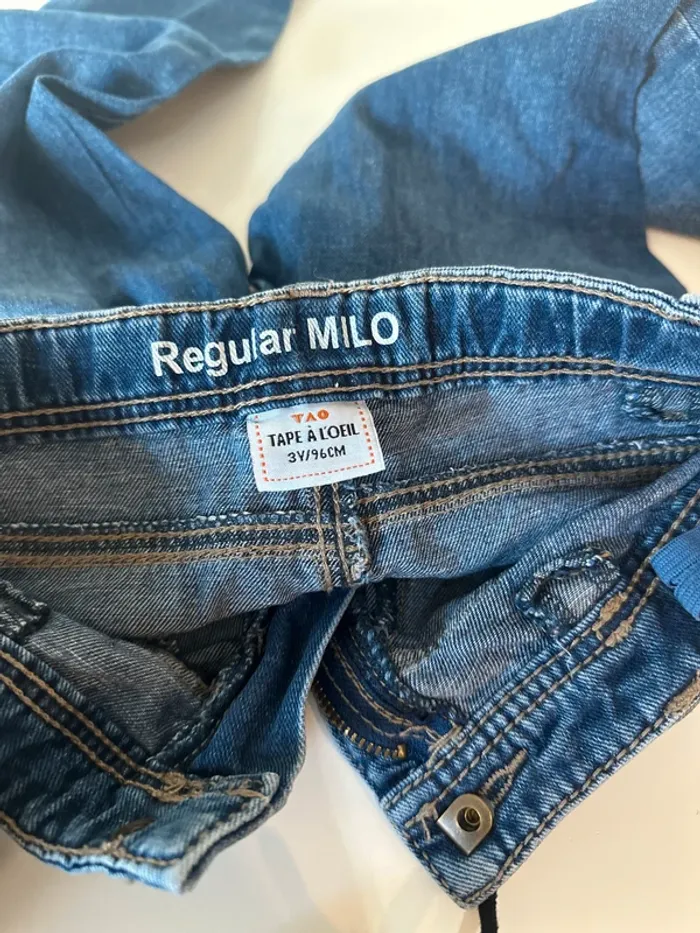 Regular MILO
TAO
TAPE À L'OEIL
3Y/96CM